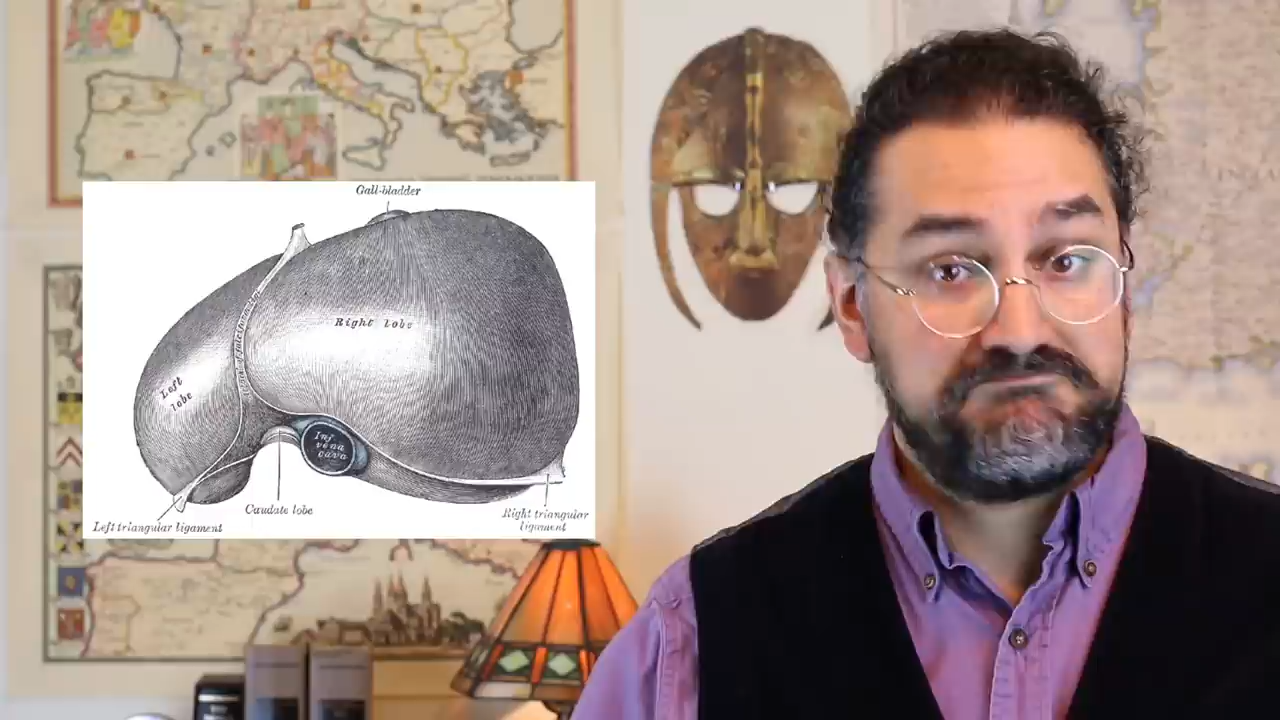 Gall-bladder
Right lobe
Left
lobe
Inf.
vena
cava
Caudate lobe
Left triangular ligament
Right triangular
ligament